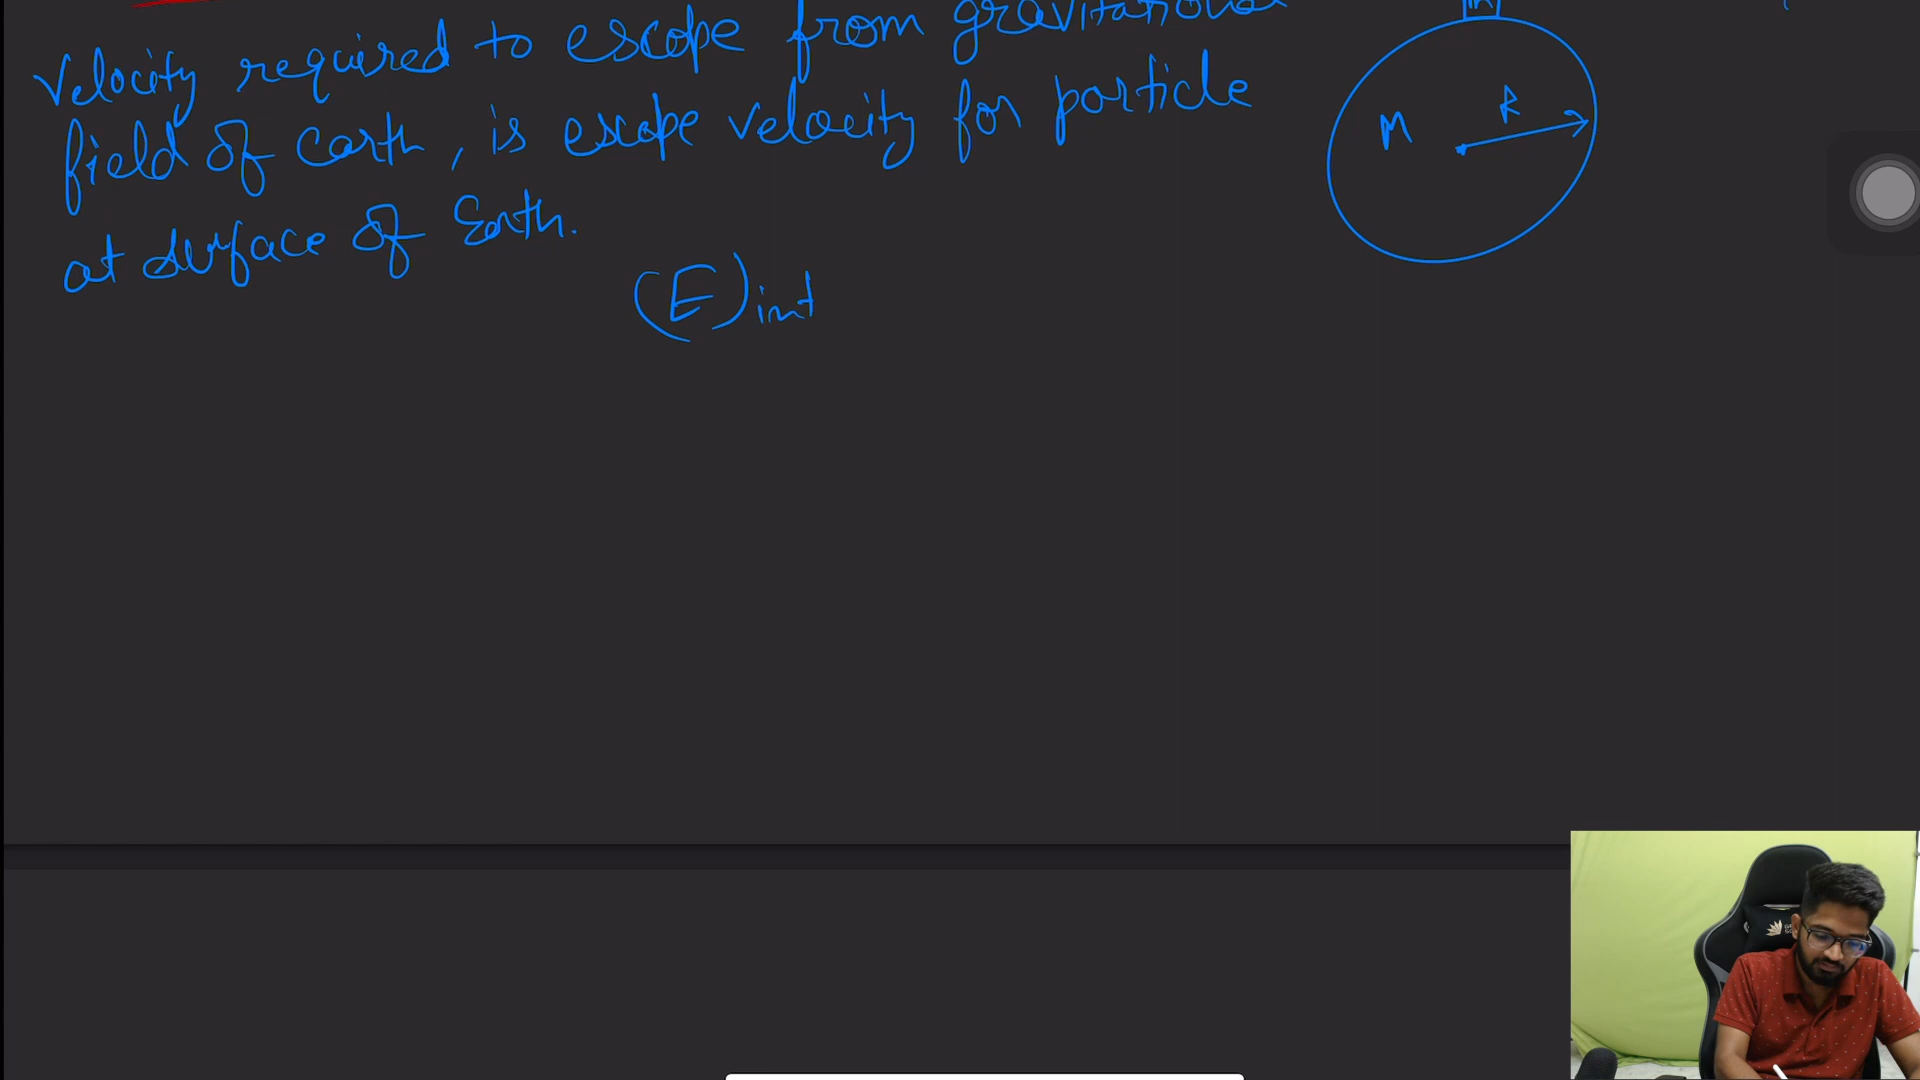 Velocity required to escape from gravitational
field of earth, is escape velocity for particle
at surface of Earth.
(E)int
m
M
R